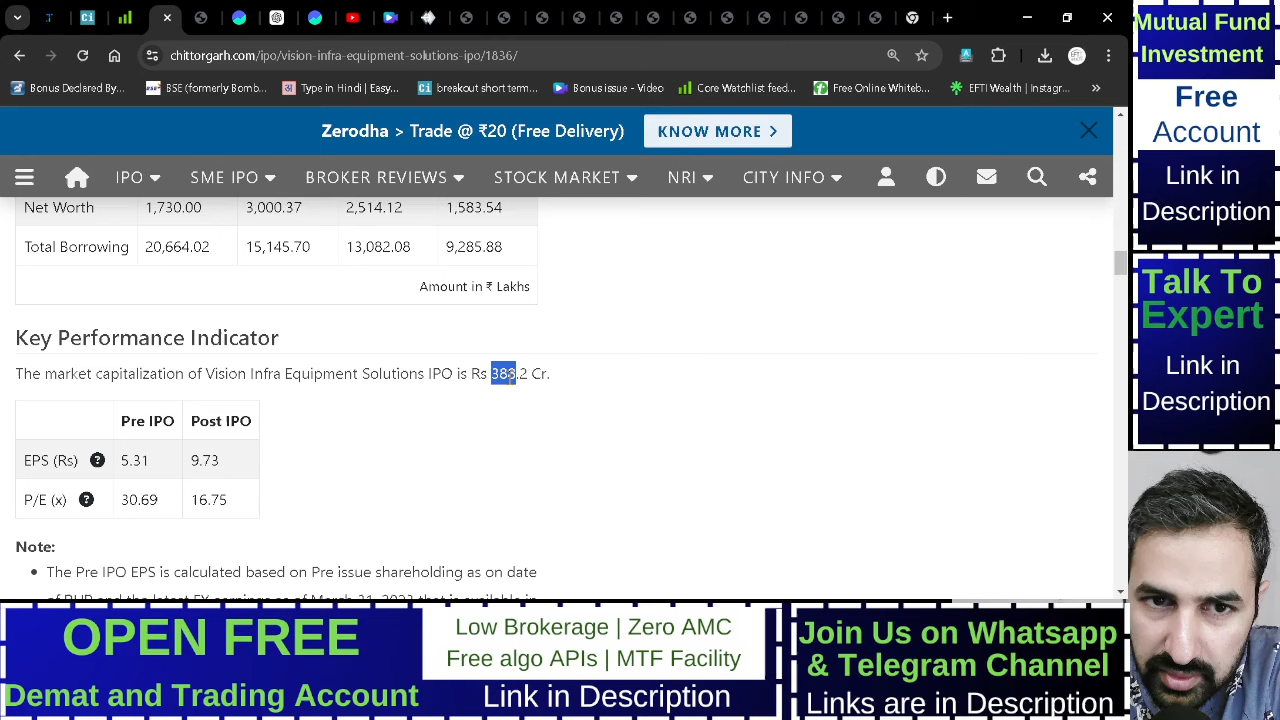 chittorgarh.com/ipo/vision-infra-equipment-solutions-ipo/1836/
Bonus Declared By...
BSE (formerly Bomb...
Type in Hindi | Easy...
breakout short term...
Bonus issue - Video
Core Watchlist feed...
Free Online Whiteb...
EFTI Wealth | Instagr...
»
Zerodha > Trade @ ₹20 (Free Delivery)
KNOW MORE
IPO
SME IPO
BROKER REVIEWS
STOCK MARKET
NRI
CITY INFO
Net Worth 1,730.00 3,000.37 2,514.12 1,583.54
Total Borrowing 20,664.02 15,145.70 13,082.08 9,285.88
Amount in ₹ Lakhs
Key Performance Indicator
The market capitalization of Vision Infra Equipment Solutions IPO is Rs 388.2 Cr.
Pre IPO Post IPO
EPS (Rs) 5.31 9.73
P/E (x) 30.69 16.75
Note:
The Pre IPO EPS is calculated based on Pre issue shareholding as on date
Mutual Fund
Investment
Free
Account
Link in
Description
Talk To
Expert
Link in
Description
OPEN FREE
Demat and Trading Account
Low Brokerage | Zero AMC
Free algo APIs | MTF Facility
Link in Description
Join Us on Whatsapp
& Telegram Channel
Links are in Description